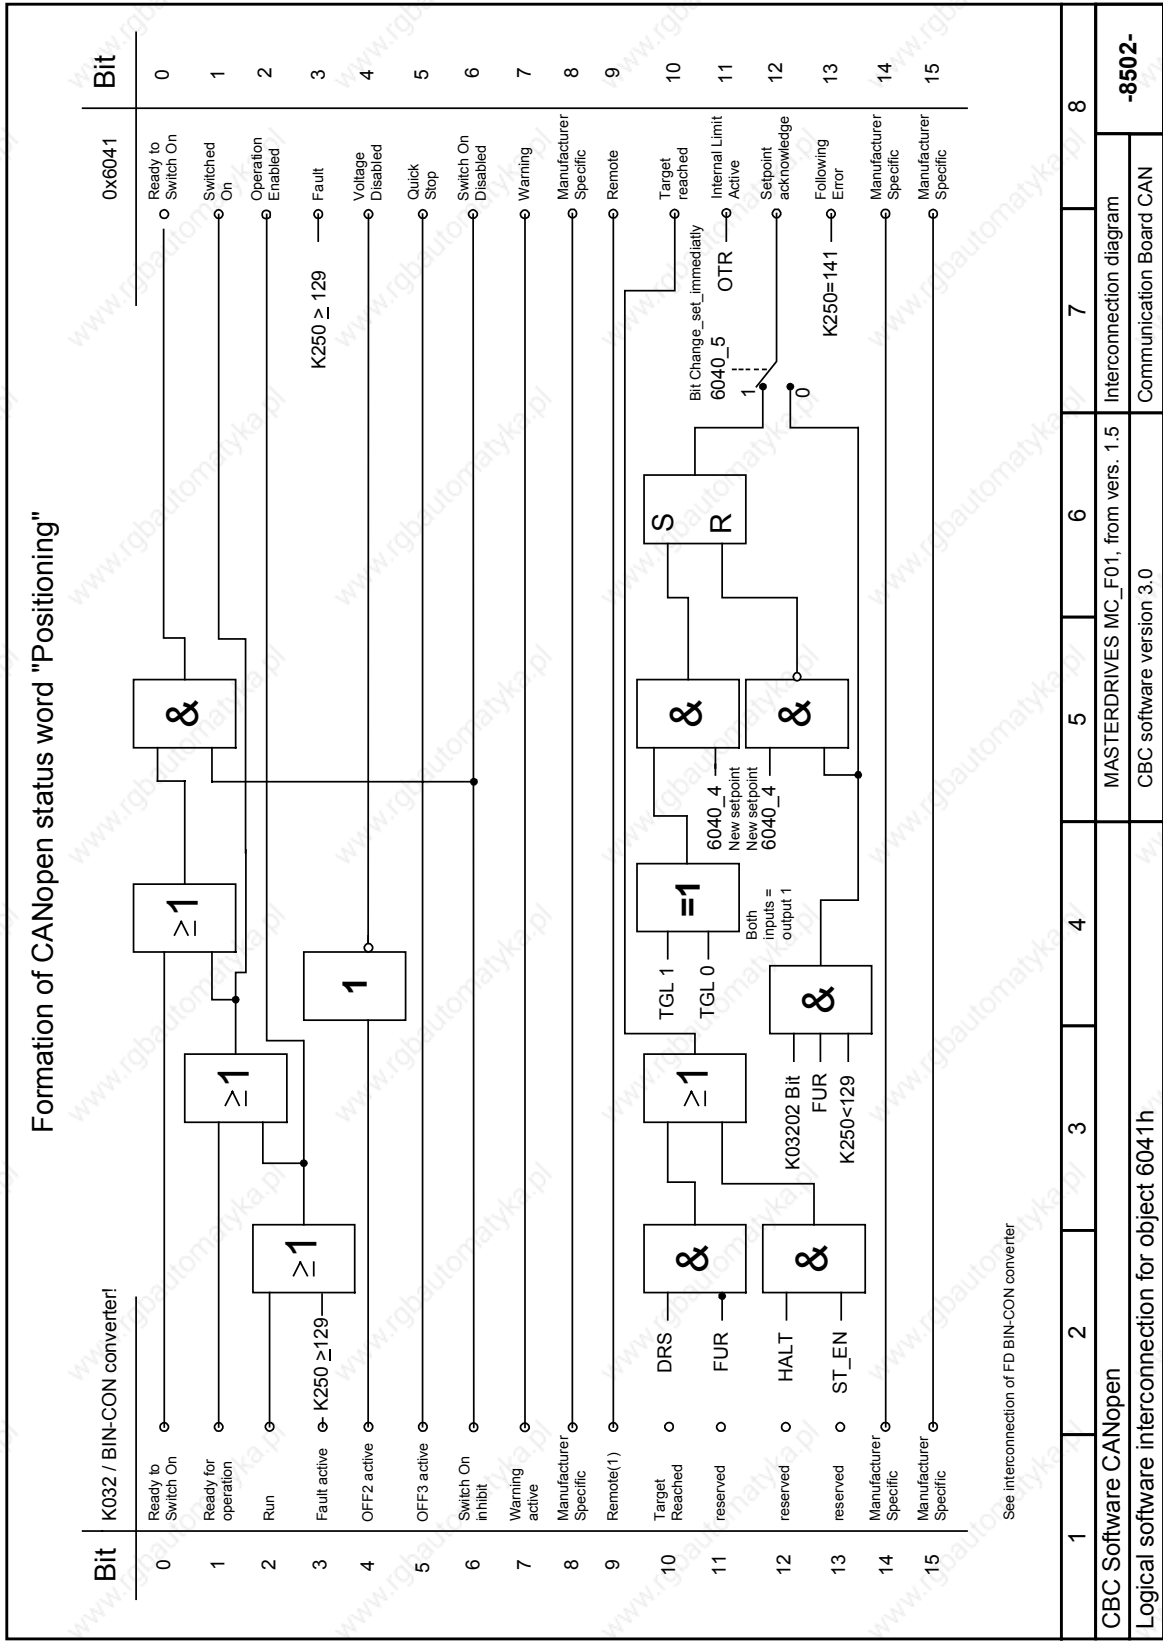 Formation of CANopen status word "Positioning"
Bit
K032 / BIN-CON converter!
0x6041
Bit
0
Ready to
Switch On
≥1
&
Ready to
Switch On
0
1
Ready for
operation
≥1
Switched
On
1
2
Run
≥1
Operation
Enabled
2
3
Fault active
K250 ≥129
K250 ≥ 129
Fault
3
4
OFF2 active
1
Voltage
Disabled
4
5
OFF3 active
Quick
Stop
5
6
Switch On
inhibit
Switch On
Disabled
6
7
Warning
active
Warning
7
8
Manufacturer
Specific
Manufacturer
Specific
8
9
Remote(1)
Remote
9
10
Target
Reached
DRS
&
≥1
TGL 1
=1
&
S
Target
reached
10
11
reserved
FUR
TGL 0
6040_4
New setpoint
R
Bit Change_set_immediatly
6040_5
OTR
Internal Limit
Active
11
Both
inputs =
output 1
New setpoint
6040_4
&
1
0
12
reserved
HALT
&
K03202 Bit
FUR
K250<129
&
Setpoint
acknowledge
12
13
reserved
ST_EN
K250=141
Following
Error
13
14
Manufacturer
Specific
Manufacturer
Specific
14
15
Manufacturer
Specific
Manufacturer
Specific
15
See interconnection of FD BIN-CON converter
1
2
3
4
5
6
7
8
CBC Software CANopen
MASTERDRIVES MC_F01, from vers. 1.5
Interconnection diagram
-8502-
Logical software interconnection for object 6041h
CBC software version 3.0
Communication Board CAN
www.rgbautomatyka.pl